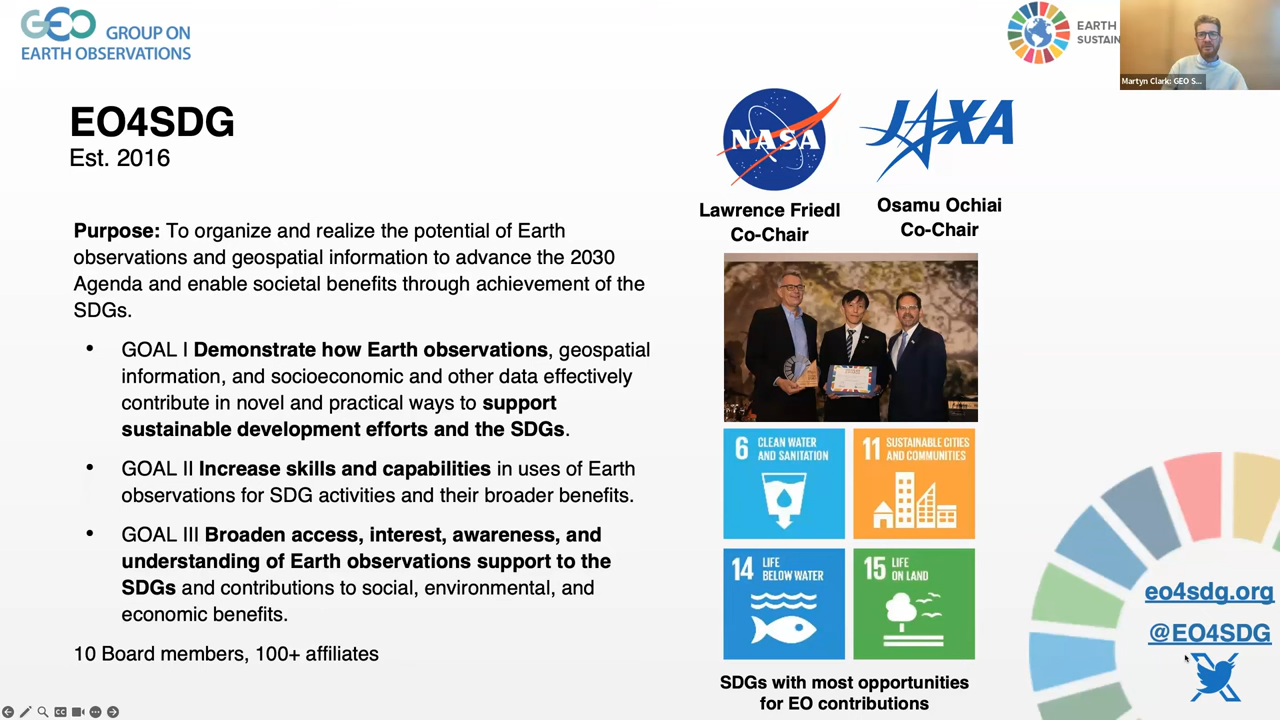 GEO GROUP ON
EARTH OBSERVATIONS
EARTH
SUSTAIN
Martyn Clark: GEO S...
EO4SDG
Est. 2016
NASA
JAXA
Lawrence Friedl
Co-Chair
Osamu Ochiai
Co-Chair
Purpose: To organize and realize the potential of Earth
observations and geospatial information to advance the 2030
Agenda and enable societal benefits through achievement of the
SDGs.
• GOAL I Demonstrate how Earth observations, geospatial
information, and socioeconomic and other data effectively
contribute in novel and practical ways to support
sustainable development efforts and the SDGs.
• GOAL II Increase skills and capabilities in uses of Earth
observations for SDG activities and their broader benefits.
• GOAL III Broaden access, interest, awareness, and
understanding of Earth observations support to the
SDGs and contributions to social, environmental, and
economic benefits.
10 Board members, 100+ affiliates
6 CLEAN WATER
AND SANITATION
11 SUSTAINABLE CITIES
AND COMMUNITIES
14 LIFE
BELOW WATER
15 LIFE
ON LAND
SDGs with most opportunities
for EO contributions
eo4sdg.org
@EO4SDG
CC